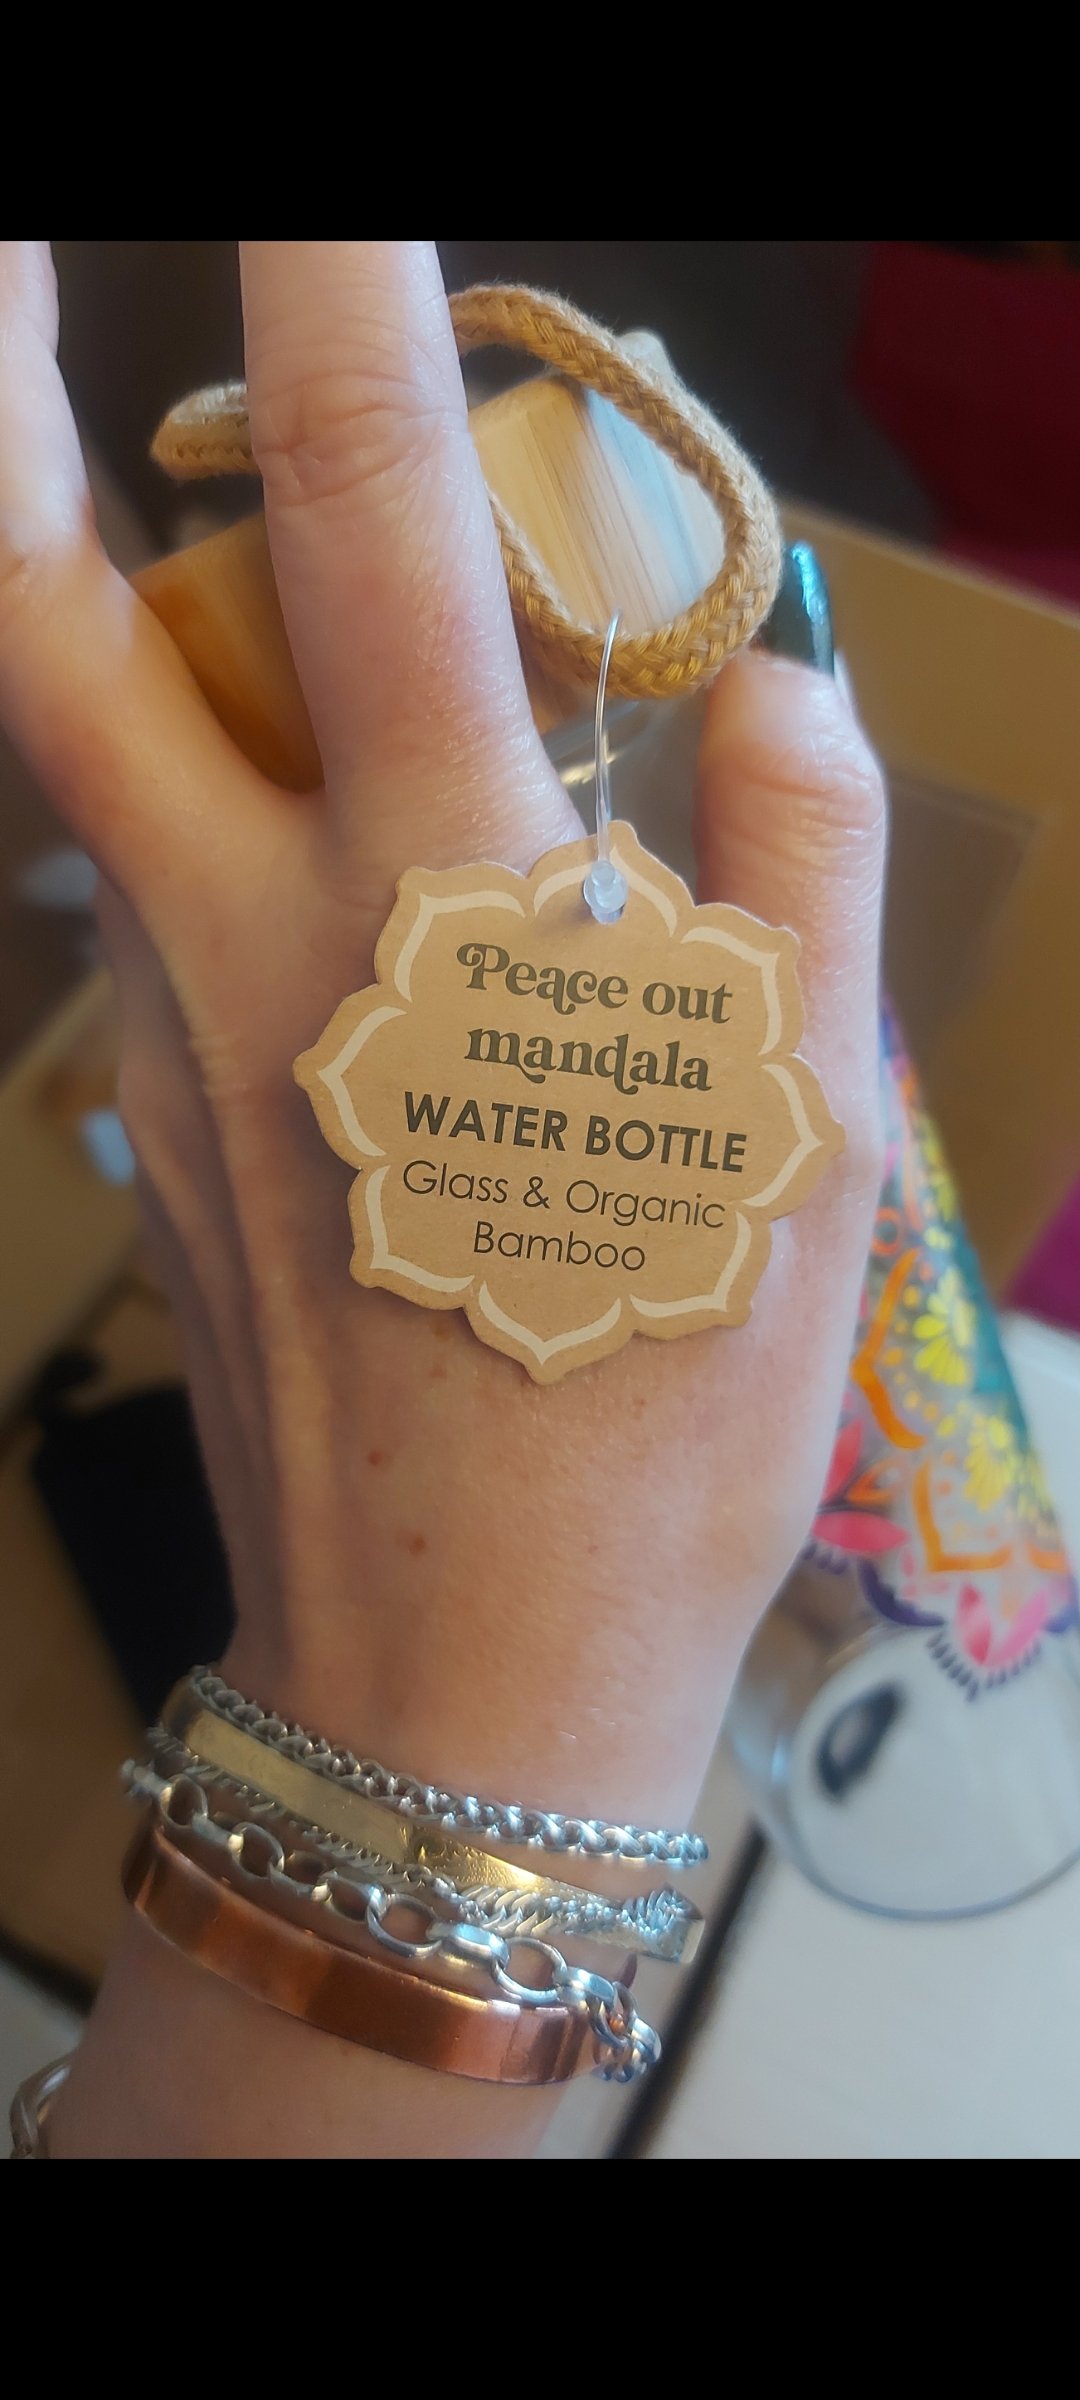 Peace out
mandala
WATER BOTTLE
Glass & Organic
Bamboo